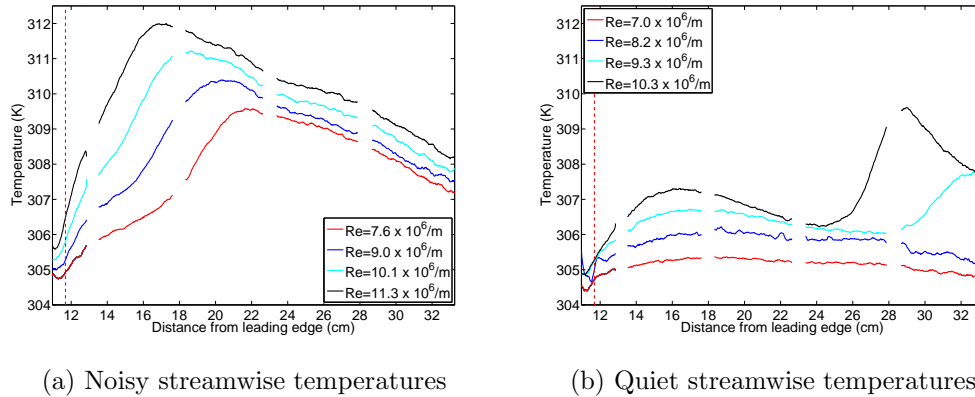 312
311
310
309
308
307
306
305
304
Temperature (K)
12 14 16 18 20 22 24 26 28 30 32
Distance from leading edge (cm)
Re=7.6 x 10⁶/m
Re=9.0 x 10⁶/m
Re=10.1 x 10⁶/m
Re=11.3 x 10⁶/m
(a) Noisy streamwise temperatures
312
311
310
309
308
307
306
305
304
Temperature (K)
12 14 16 18 20 22 24 26 28 30 32
Distance from leading edge (cm)
Re=7.0 x 10⁶/m
Re=8.2 x 10⁶/m
Re=9.3 x 10⁶/m
Re=10.3 x 10⁶/m
(b) Quiet streamwise temperatures